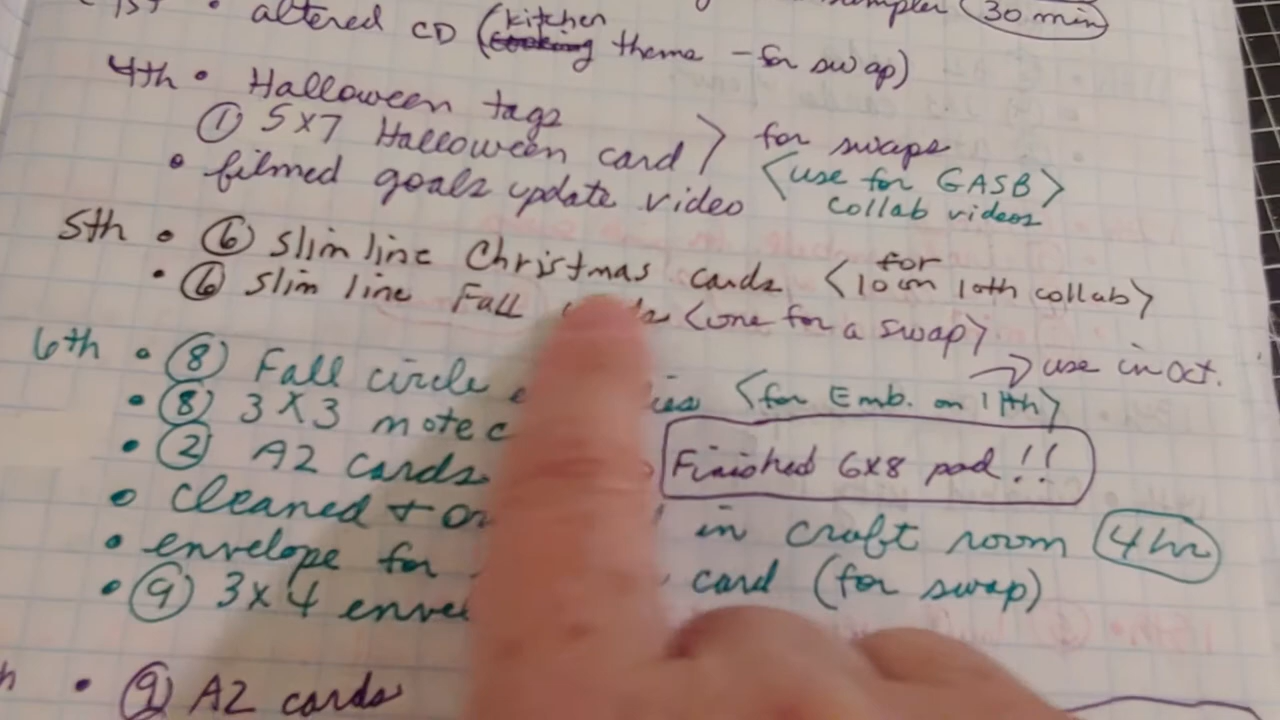 1st • altered CD (kitchen theme - for swap)
30 min
4th • Halloween tags
① 5x7 Halloween card > for swaps
• filmed goals update video <use for GASB>
collab videos
5th • ⑥ slim line Christmas cards <for 10 on 10th collab>
• ⑥ slim line Fall <one for a swap>
→ use in Oct.
6th • ⑧ Fall circle <for Emb. on 11th>
• ⑧ 3x3 note
• ② A2 cards
Finished 6x8 pad!!
• cleaned + in craft room 4 hr
• envelope for card (for swap)
• ⑨ 3x4
• ⑨ A2 cards